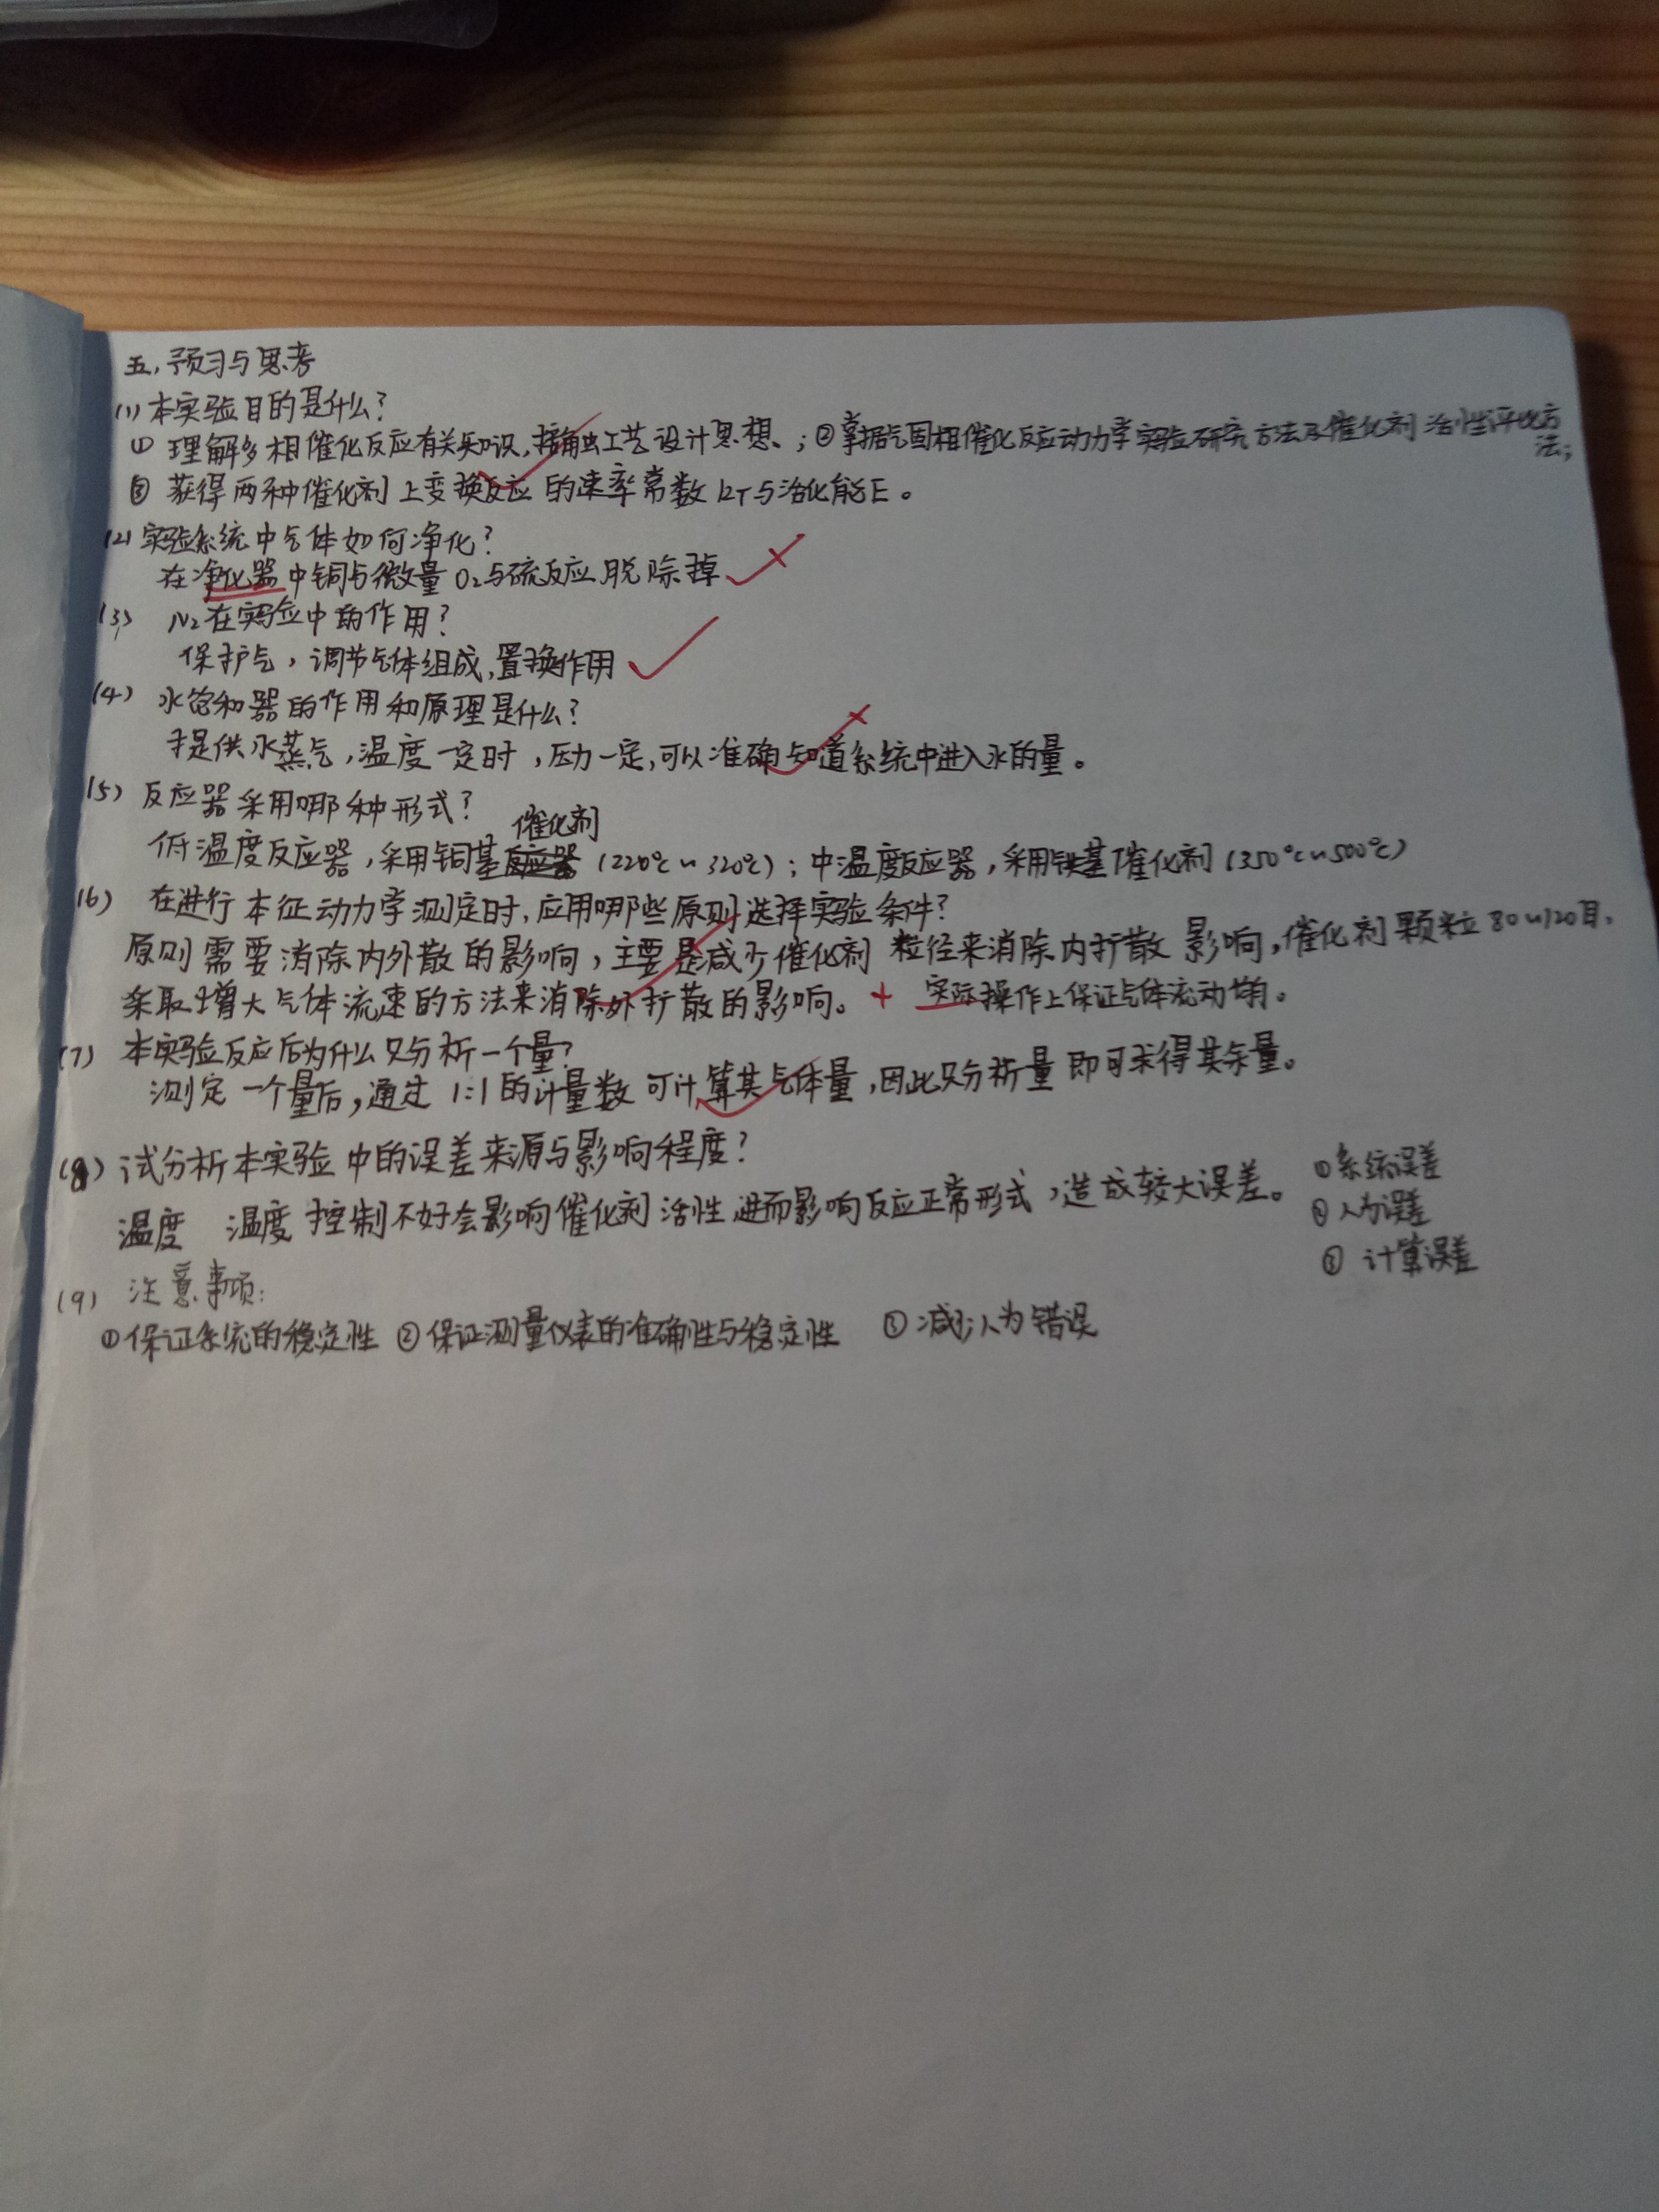 五、预习与思考
(1) 本实验目的是什么?
① 理解多相催化反应有关知识,接触工艺设计思想、;②掌握气固相催化反应动力学实验研究方法及催化剂活性评比方
法;
③ 获得两种催化剂上变换反应的速率常数kT与活化能E。
(2) 实验系统中气体如何净化?
在净化器中铜与微量O₂与硫反应脱除掉
(3) N₂在实验中的作用?
保护气,调节气体组成,置换作用
(4) 水饱和器的作用和原理是什么?
提供水蒸气,温度一定时,压力一定,可以准确知道系统中进入水的量。
(5) 反应器采用哪种形式?
催化剂
低温度反应器,采用铜基反应器(220℃~320℃);中温度反应器,采用铁基催化剂(350℃~500℃)
(6) 在进行本征动力学测定时,应用哪些原则选择实验条件?
原则需要消除内外散的影响,主要是减少催化剂粒径来消除内扩散影响,催化剂颗粒80~120目,
采取增大气体流速的方法来消除外扩散的影响。+ 实际操作上保证气体流动
(7) 本实验反应后为什么只分析一个量?
测定一个量后,通过1:1的计量数可计算其气体量,因此只分析量即可求得其余量。
(8) 试分析本实验中的误差来源与影响程度?
① 系统误差
温度 温度控制不好会影响催化剂活性进而影响反应正常形式,造成较大误差。
② 人为误差
③ 计算误差
(9) 注意事项:
①保证系统的稳定性 ②保证测量仪表的准确性与稳定性 ③减少人为错误